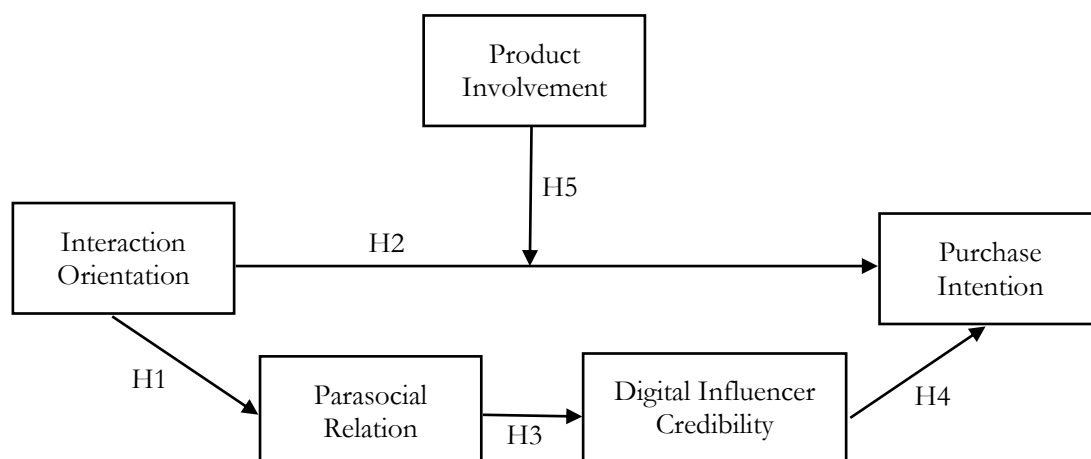 Product
Involvement
H5
Interaction
Orientation
H2
Purchase
Intention
H1
Parasocial
Relation
H3
Digital Influencer
Credibility
H4